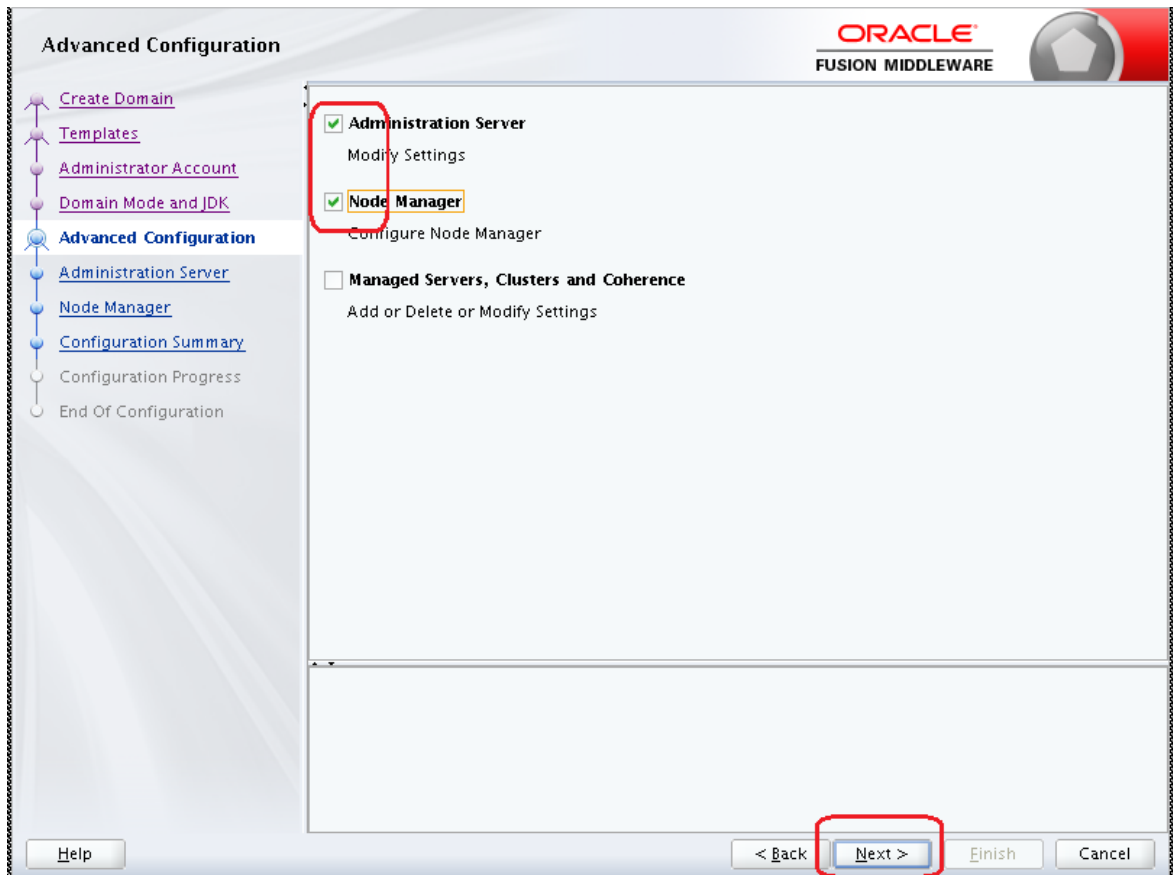 Advanced Configuration
ORACLE
FUSION MIDDLEWARE
Create Domain
Templates
Administrator Account
Domain Mode and JDK
Advanced Configuration
Administration Server
Node Manager
Configuration Summary
Configuration Progress
End Of Configuration
Administration Server
Modify Settings
Node Manager
Configure Node Manager
Managed Servers, Clusters and Coherence
Add or Delete or Modify Settings
Help
< Back
Next >
Finish
Cancel